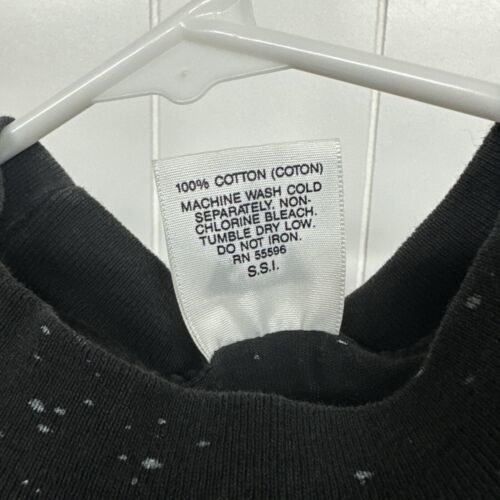 100% COTTON (COTON)
MACHINE WASH COLD
SEPARATELY. NON-
CHLORINE BLEACH.
TUMBLE DRY LOW.
DO NOT IRON.
RN 55596
S.S.I.